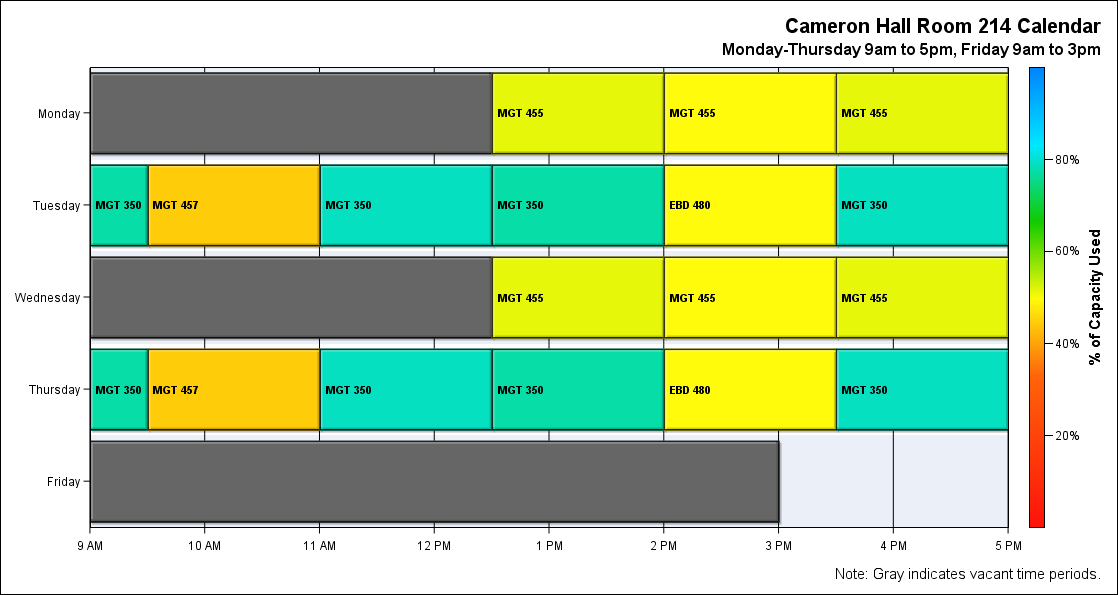 Cameron Hall Room 214 Calendar
Monday-Thursday 9am to 5pm, Friday 9am to 3pm
Monday
MGT 455
MGT 455
MGT 455
Tuesday
MGT 350
MGT 457
MGT 350
MGT 350
EBD 480
MGT 350
Wednesday
MGT 455
MGT 455
MGT 455
Thursday
MGT 350
MGT 457
MGT 350
MGT 350
EBD 480
MGT 350
Friday
9 AM
10 AM
11 AM
12 PM
1 PM
2 PM
3 PM
4 PM
5 PM
80%
60%
40%
20%
% of Capacity Used
Note: Gray indicates vacant time periods.